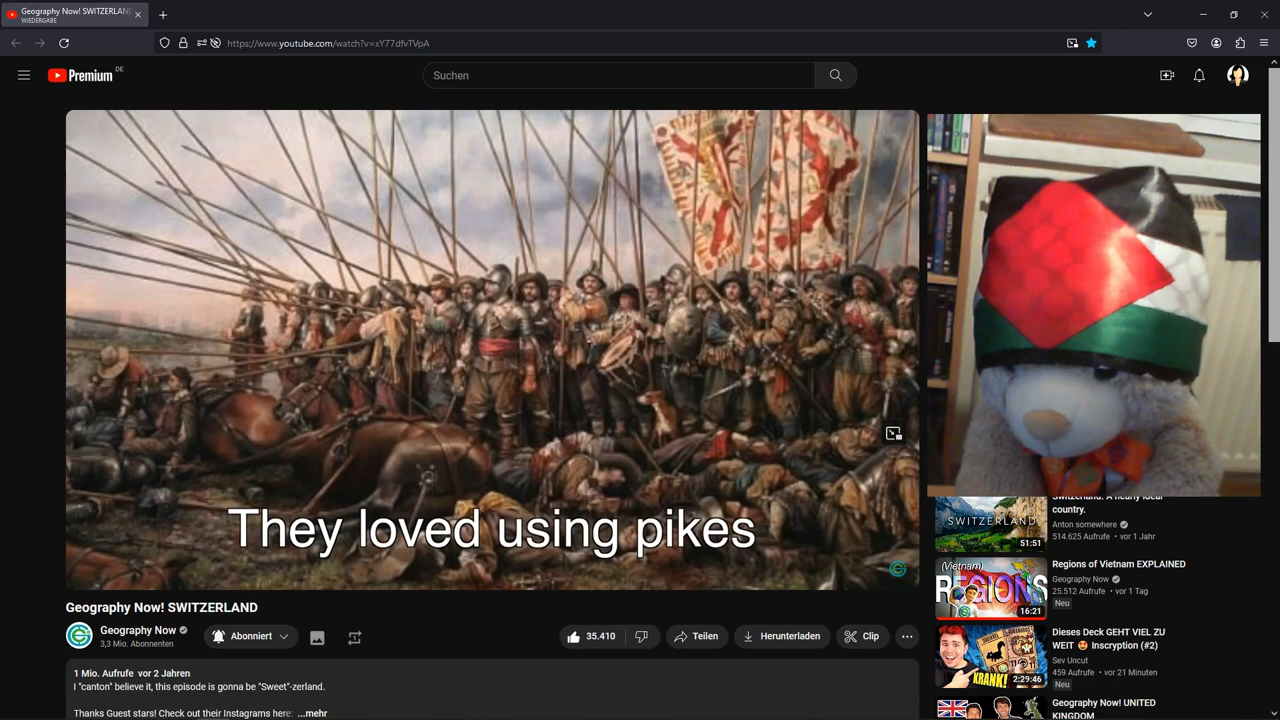 Geography Now! SWITZERLAND
WIEDERGABE
https://www.youtube.com/watch?v=xY77dfvTVpA
Premium DE
Suchen
They loved using pikes
Geography Now! SWITZERLAND
Geography Now
3,3 Mio. Abonnenten
Abonniert
35.410
Teilen
Herunterladen
Clip
1 Mio. Aufrufe vor 2 Jahren
I "canton" believe it, this episode is gonna be "Sweet"-zerland.
Thanks Guest stars! Check out their Instagrams here: ...mehr
SWITZERLAND
51:51
Switzerland: A nearly ideal
country.
Anton somewhere
514.625 Aufrufe • vor 1 Jahr
(Vietnam)
REGIONS
16:21
Regions of Vietnam EXPLAINED
Geography Now
25.512 Aufrufe • vor 1 Tag
Neu
KRANK!
2:29:46
Dieses Deck GEHT VIEL ZU
WEIT 🤩 Inscryption (#2)
Sev Uncut
459 Aufrufe • vor 21 Minuten
Neu
Geography Now! UNITED
KINGDOM